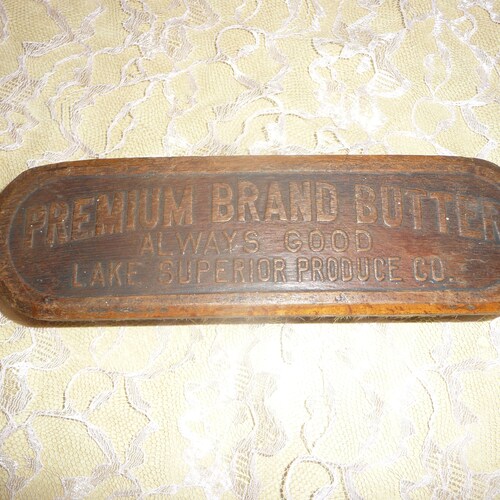 PREMIUM BRAND BUTTER
ALWAYS GOOD
LAKE SUPERIOR PRODUCE CO.